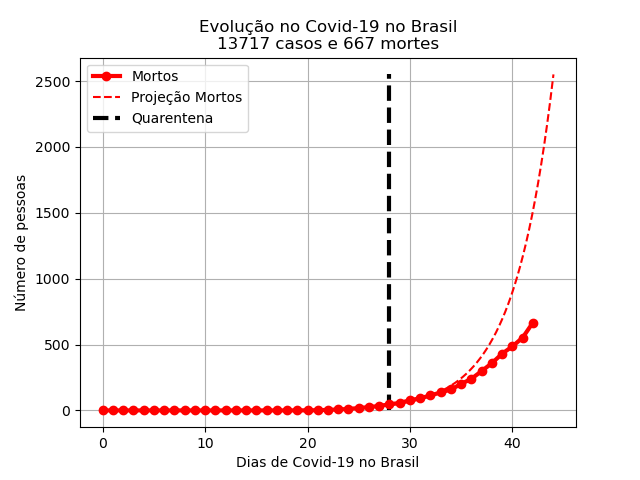 Evolução no Covid-19 no Brasil
13717 casos e 667 mortes
Mortos
Projeção Mortos
Quarentena
Número de pessoas
2500
2000
1500
1000
500
0
0 10 20 30 40
Dias de Covid-19 no Brasil